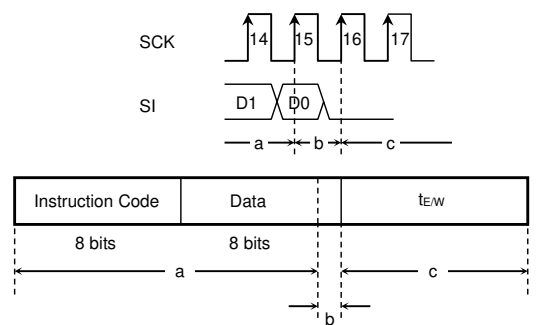 SCK 14 15 16 17
SI D1 D0
a b c
Instruction Code Data tE/W
8 bits 8 bits
a c
b